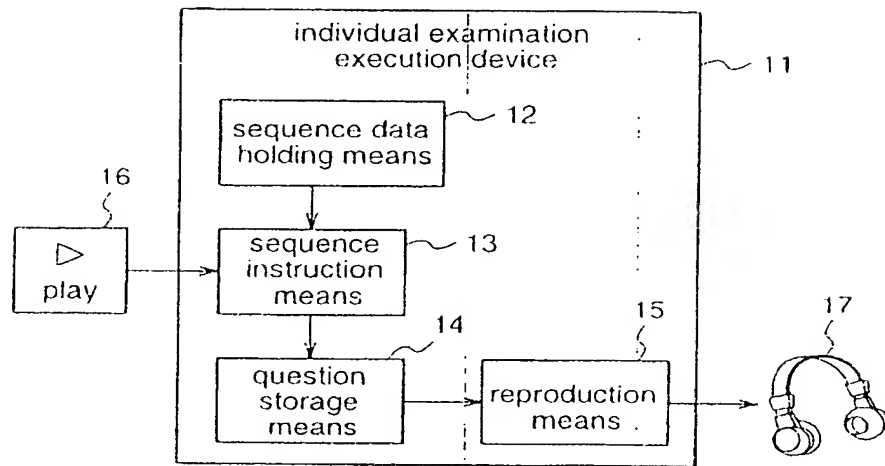 individual examination
execution device
11
12
sequence data
holding means
16
play
13
sequence
instruction
means
14
question
storage
means
15
reproduction
means
17